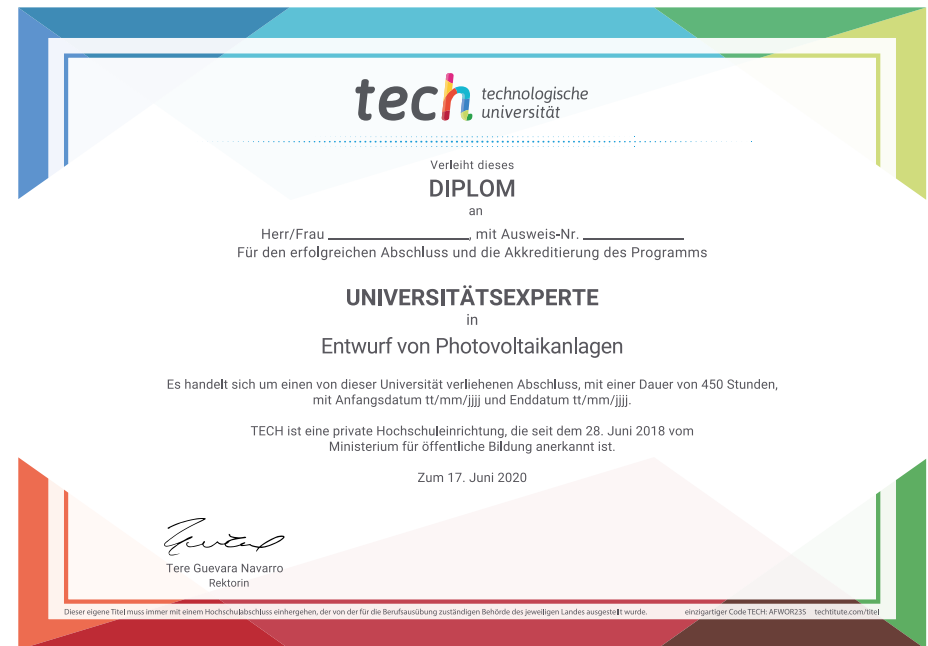 tech technologische
universität
Verleiht dieses
DIPLOM
an
Herr/Frau ____________________, mit Ausweis-Nr. ______________
Für den erfolgreichen Abschluss und die Akkreditierung des Programms
UNIVERSITÄTSEXPERTE
in
Entwurf von Photovoltaikanlagen
Es handelt sich um einen von dieser Universität verliehenen Abschluss, mit einer Dauer von 450 Stunden,
mit Anfangsdatum tt/mm/jjjj und Enddatum tt/mm/jjjj.
TECH ist eine private Hochschuleinrichtung, die seit dem 28. Juni 2018 vom
Ministerium für öffentliche Bildung anerkannt ist.
Zum 17. Juni 2020
Tere Guevara Navarro
Rektorin
Dieser eigene Titel muss immer mit einem Hochschulabschluss einhergehen, der von der für die Berufsausübung zuständigen Behörde des jeweiligen Landes ausgestellt wurde. einzigartiger Code TECH: AFWOR235 techtitute.com/titel